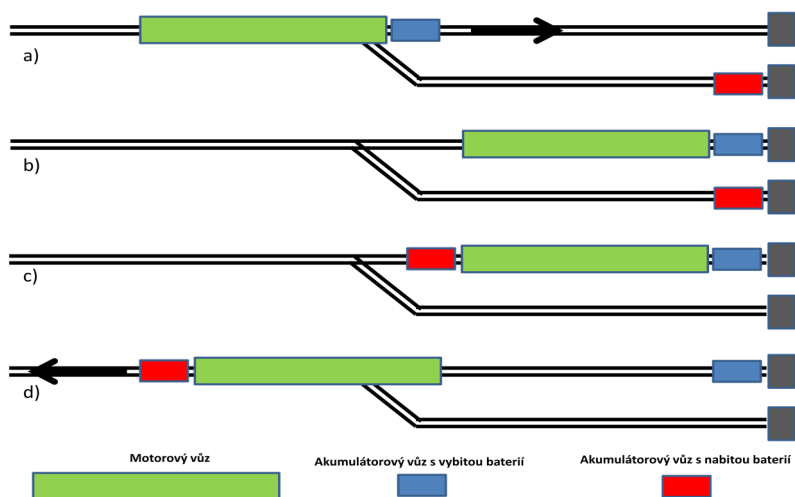 a)
b)
c)
d)
Motorový vůz
Akumulátorový vůz s vybitou baterií
Akumulátorový vůz s nabitou baterií